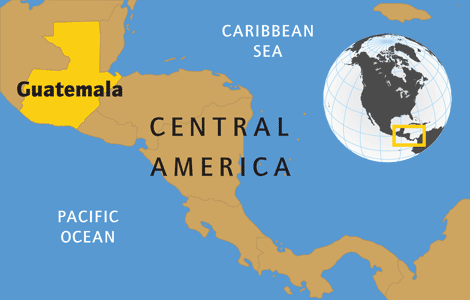 CARIBBEAN
SEA
Guatemala
CENTRAL
AMERICA
PACIFIC
OCEAN